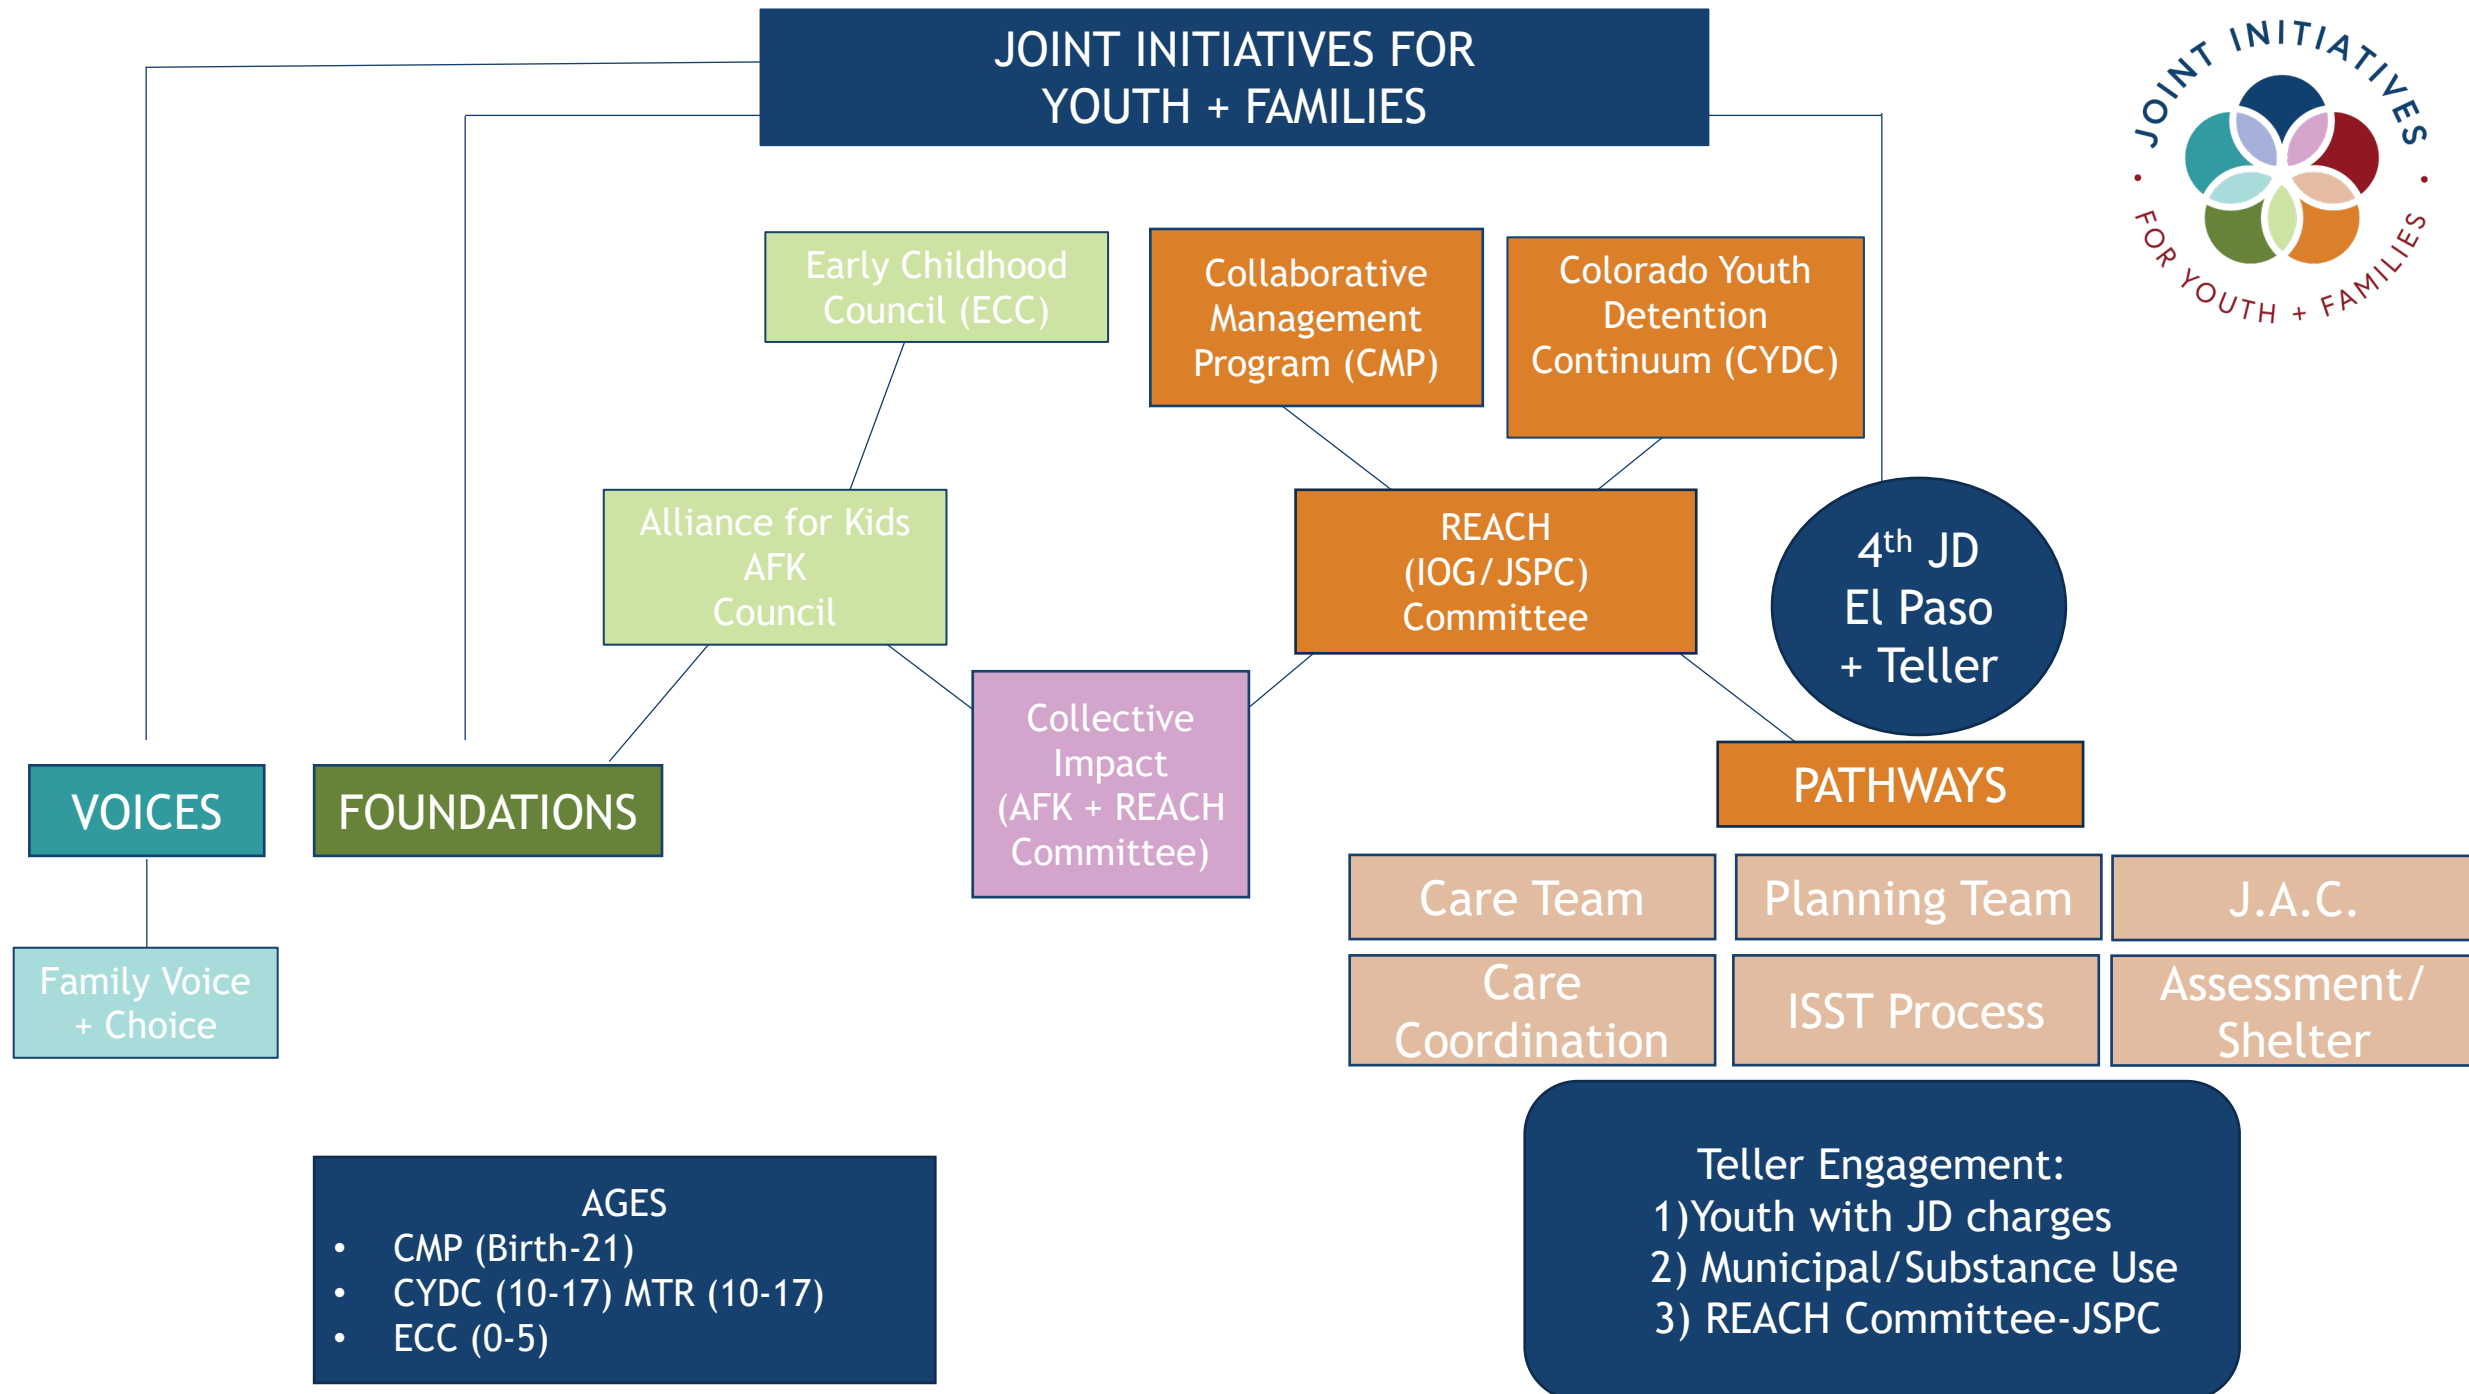 JOINT INITIATIVES FOR
YOUTH + FAMILIES
JOINT INITIATIVES
FOR YOUTH + FAMILIES
Early Childhood
Council (ECC)
Collaborative
Management
Program (CMP)
Colorado Youth
Detention
Continuum (CYDC)
Alliance for Kids
AFK
Council
REACH
(IOG/JSPC)
Committee
4th JD
El Paso
+ Teller
Collective
Impact
(AFK + REACH
Committee)
VOICES
FOUNDATIONS
PATHWAYS
Family Voice
+ Choice
Care Team
Planning Team
J.A.C.
Care
Coordination
ISST Process
Assessment/
Shelter
AGES
• CMP (Birth-21)
• CYDC (10-17) MTR (10-17)
• ECC (0-5)
Teller Engagement:
1)Youth with JD charges
2) Municipal/Substance Use
3) REACH Committee-JSPC